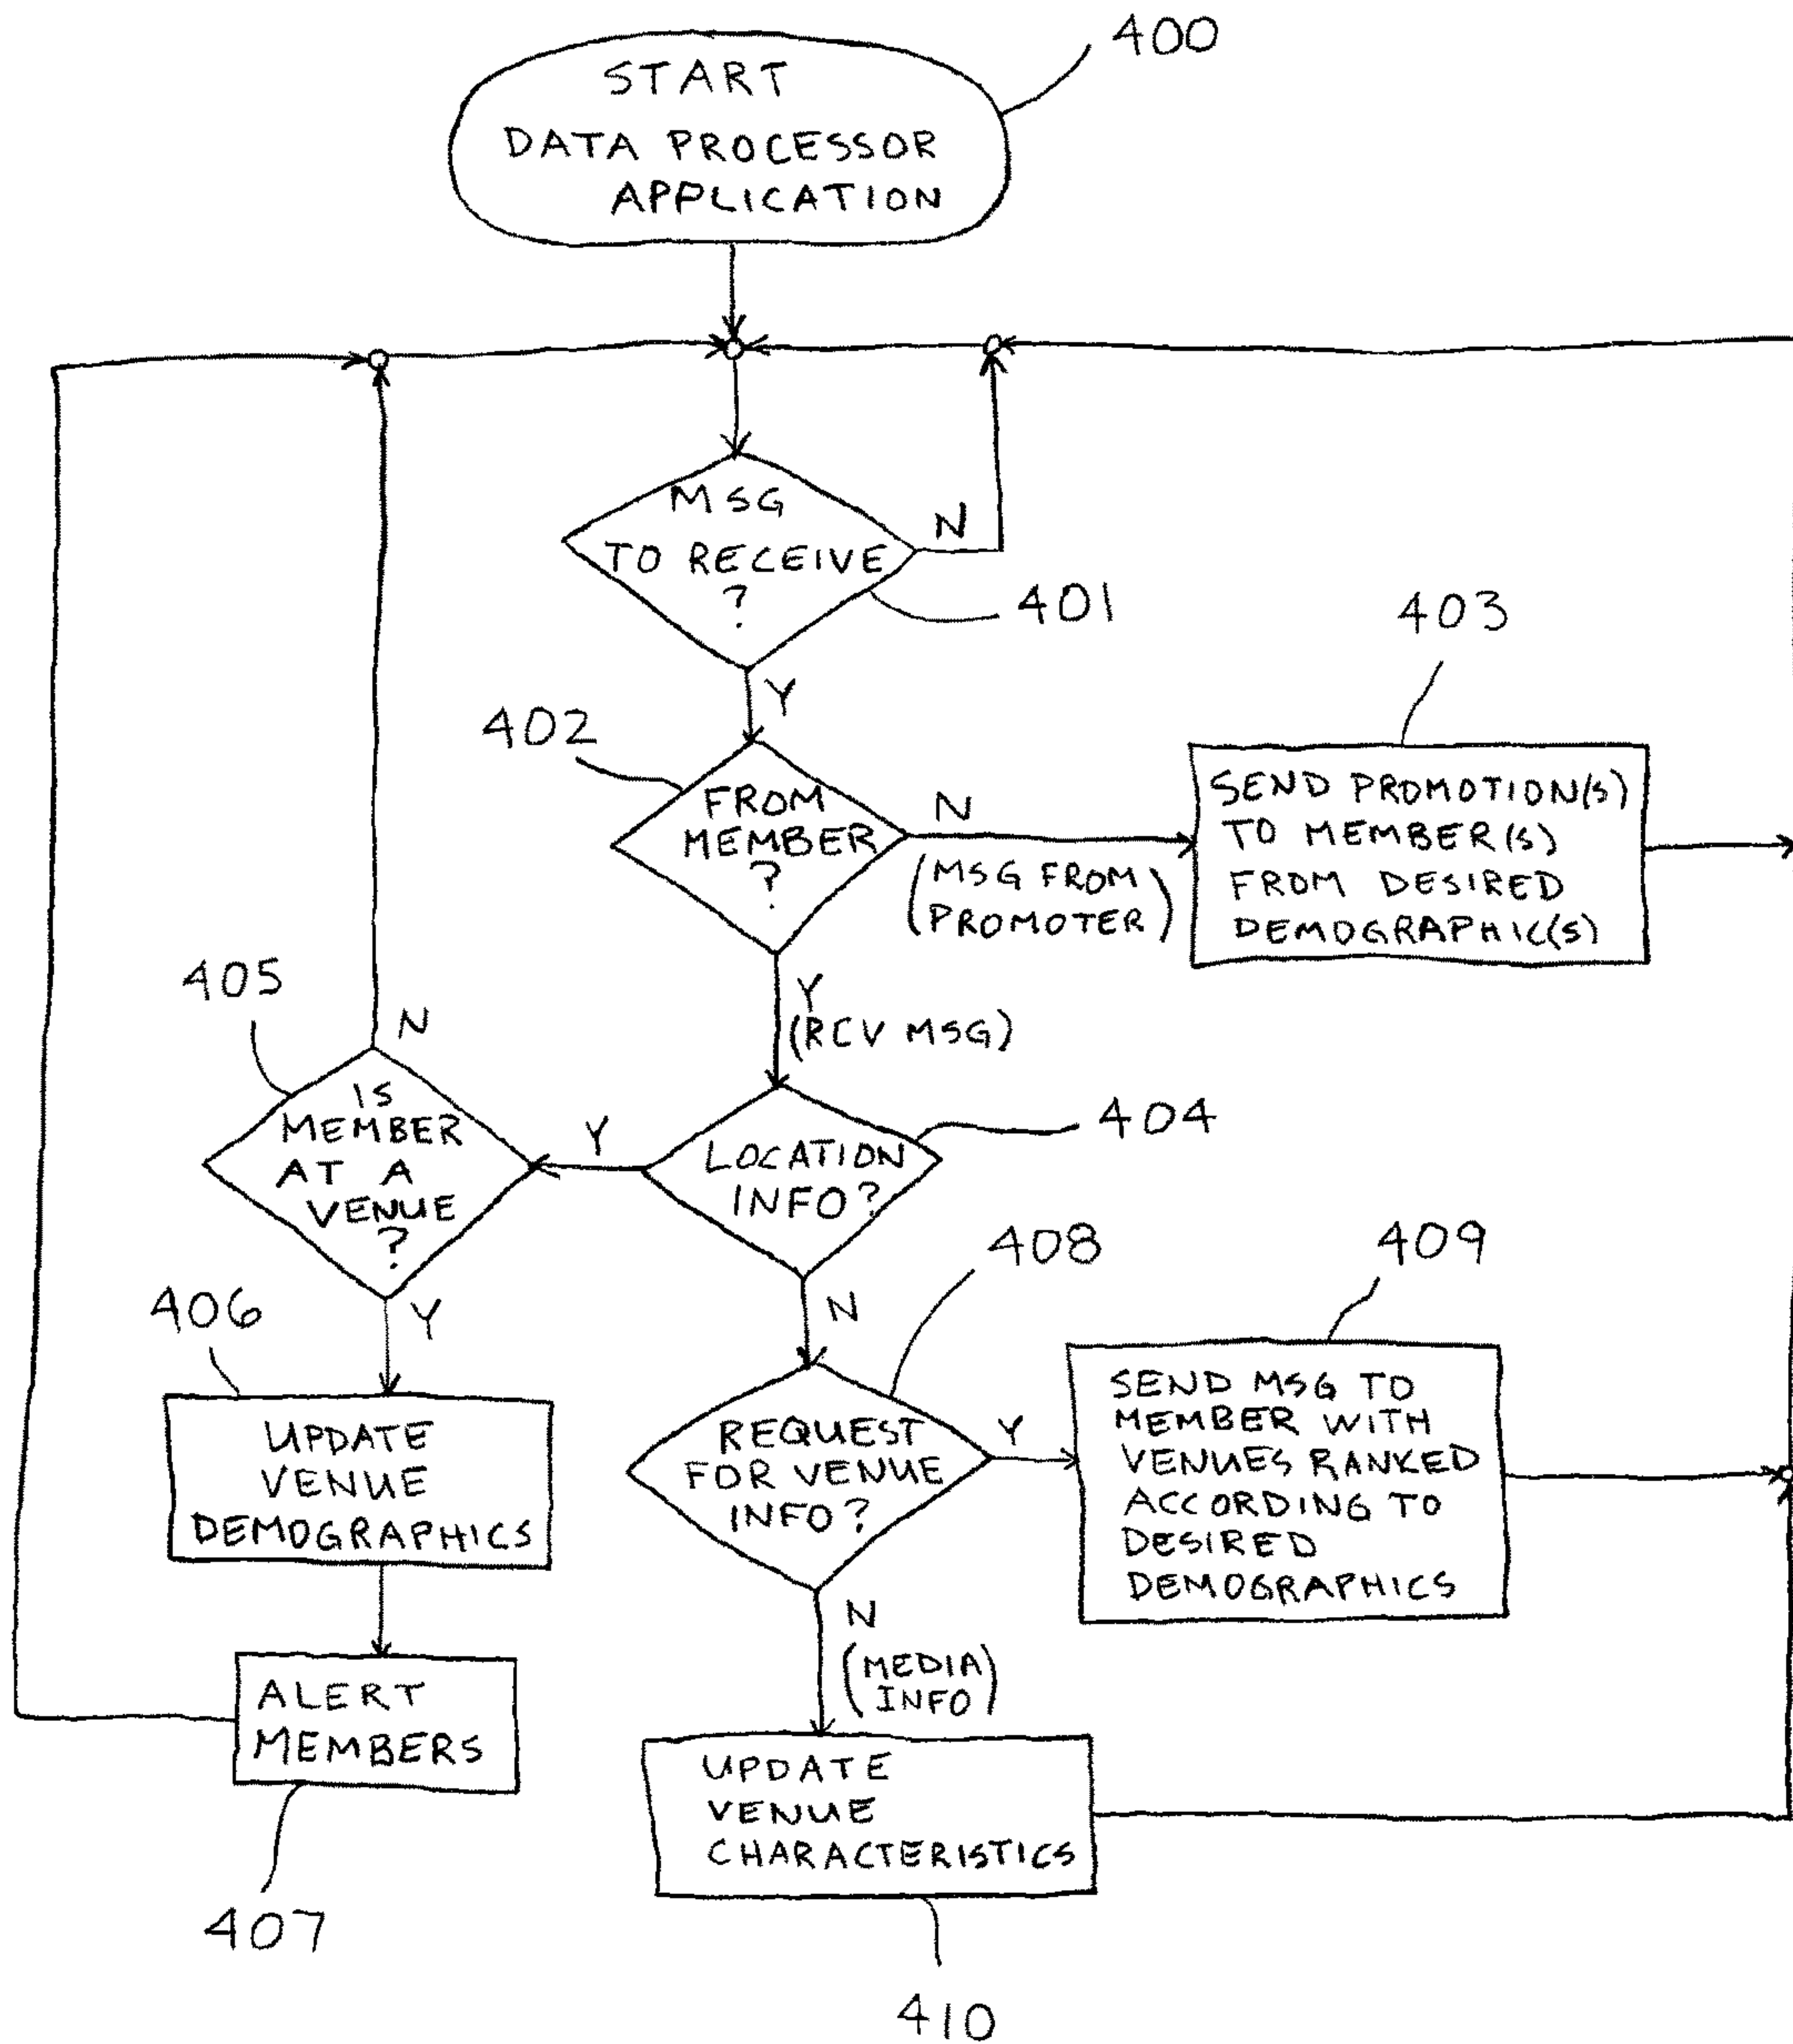 400
START
DATA PROCESSOR
APPLICATION
MSG
TO RECEIVE
?
N
401
Y
402
FROM
MEMBER
?
N
(MSG FROM
PROMOTER)
403
SEND PROMOTION(S)
TO MEMBER(S)
FROM DESIRED
DEMOGRAPHIC(S)
Y
(RCV MSG)
405
N
IS
MEMBER
AT A
VENUE
?
Y
404
LOCATION
INFO?
N
408
406
Y
UPDATE
VENUE
DEMOGRAPHICS
REQUEST
FOR VENUE
INFO?
Y
409
SEND MSG TO
MEMBER WITH
VENUES RANKED
ACCORDING TO
DESIRED
DEMOGRAPHICS
N
(MEDIA
INFO)
ALERT
MEMBERS
407
UPDATE
VENUE
CHARACTERISTICS
410